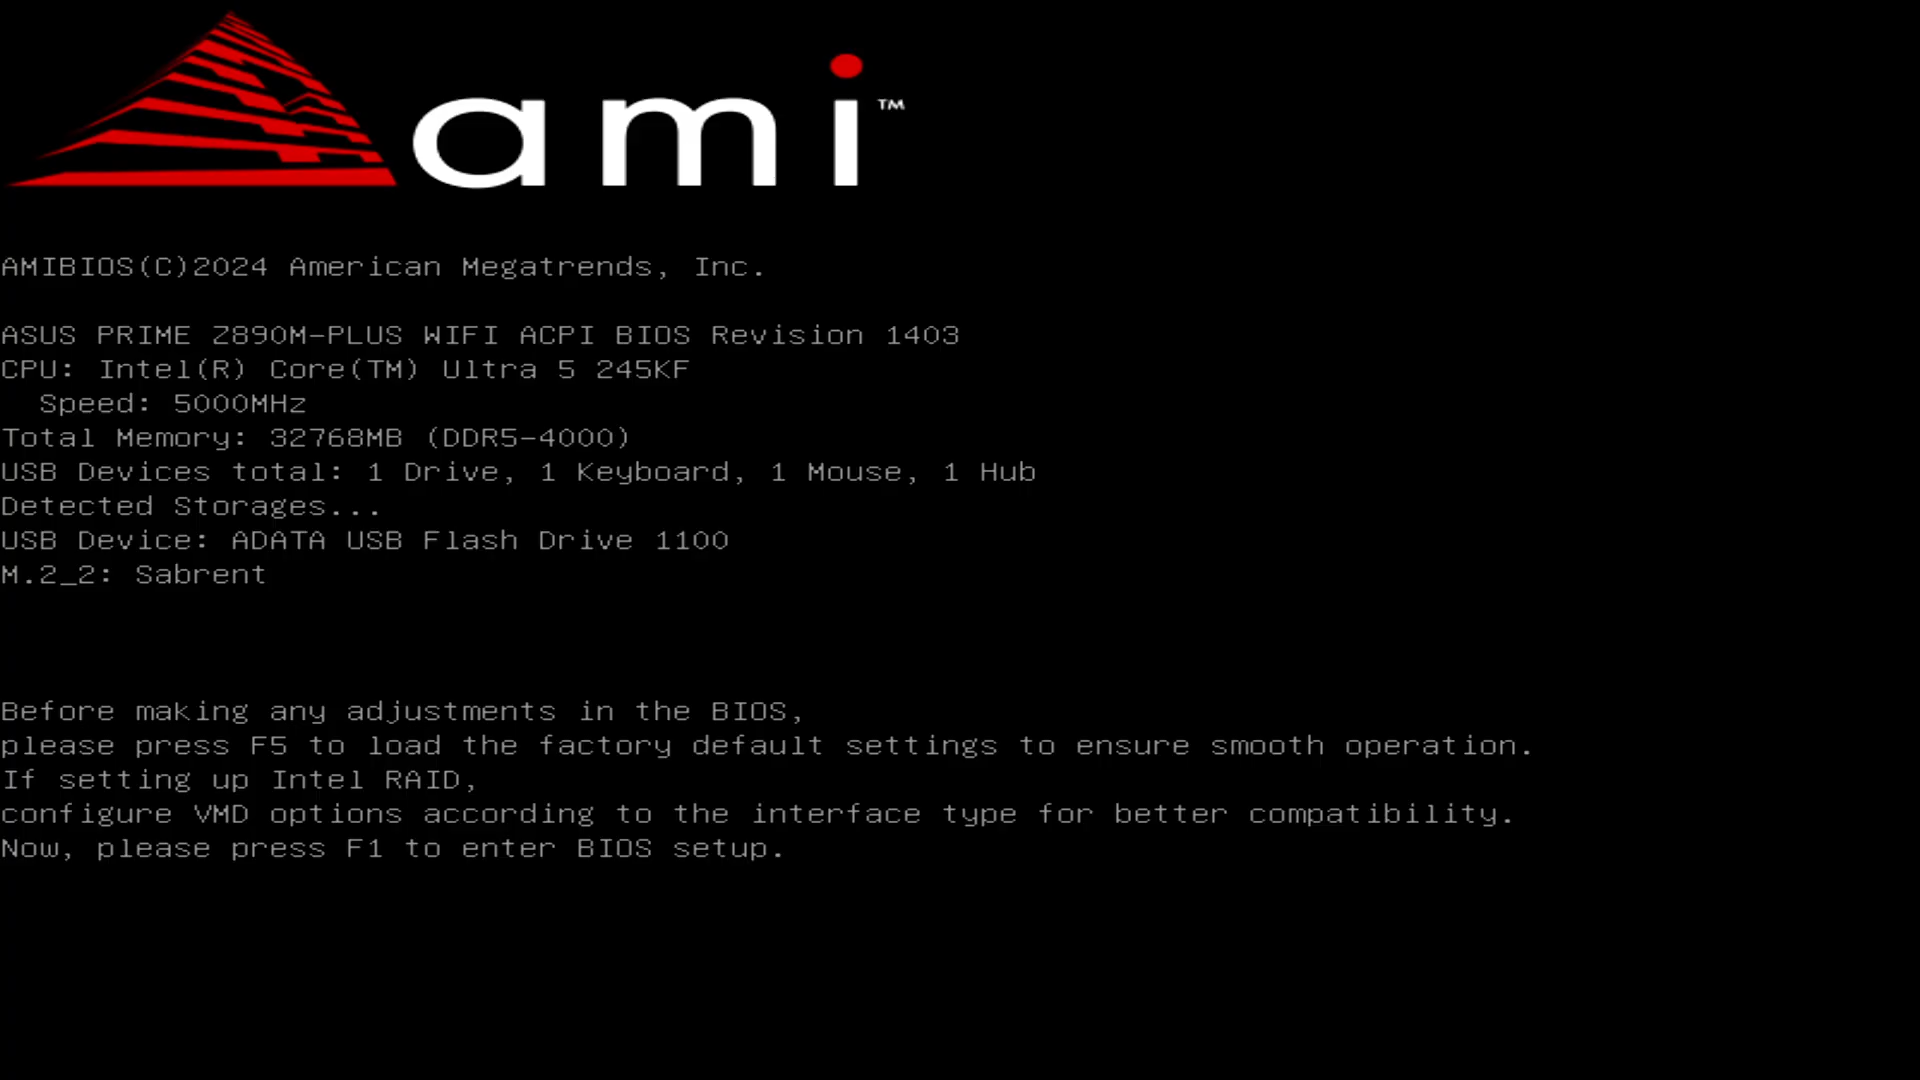 ami™
AMIBIOS(C)2024 American Megatrends, Inc.
ASUS PRIME Z890M-PLUS WIFI ACPI BIOS Revision 1403
CPU: Intel(R) Core(TM) Ultra 5 245KF
Speed: 5000MHz
Total Memory: 32768MB (DDR5-4000)
USB Devices total: 1 Drive, 1 Keyboard, 1 Mouse, 1 Hub
Detected Storages...
USB Device: ADATA USB Flash Drive 1100
M.2_2: Sabrent
Before making any adjustments in the BIOS,
please press F5 to load the factory default settings to ensure smooth operation.
If setting up Intel RAID,
configure VMD options according to the interface type for better compatibility.
Now, please press F1 to enter BIOS setup.